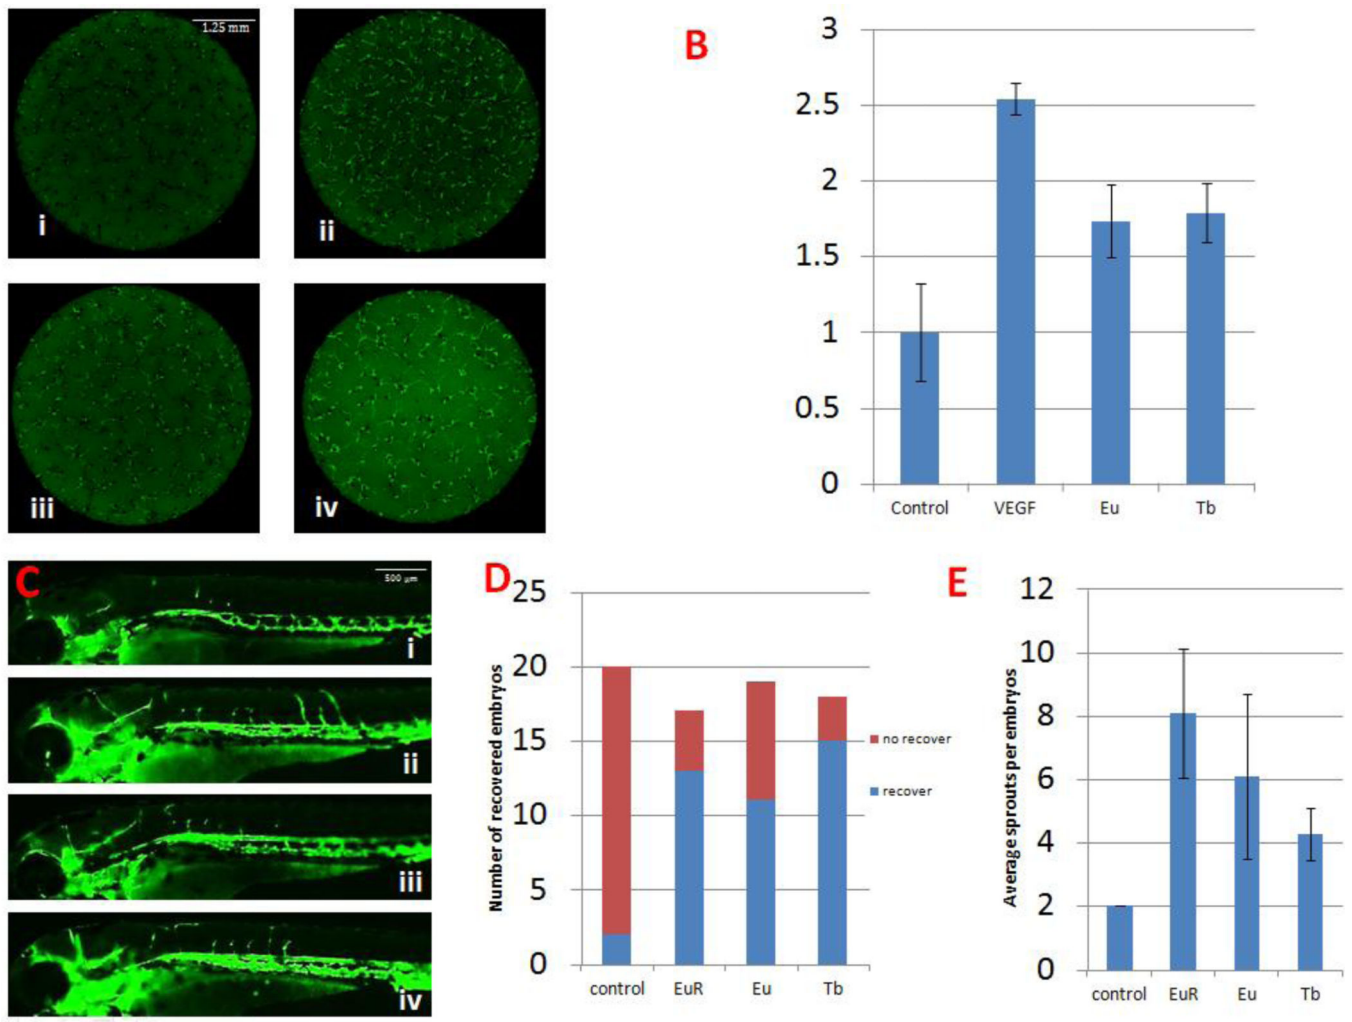 1.25 mm
i
ii
iii
iv
B
3
2.5
2
1.5
1
0.5
0
Control VEGF Eu Tb
C
500 µm
i
ii
iii
iv
D
Number of recovered embryos
25
20
15
10
5
0
control EuR Eu Tb
no recover
recover
E
Average sprouts per embryos
12
10
8
6
4
2
0
control EuR Eu Tb